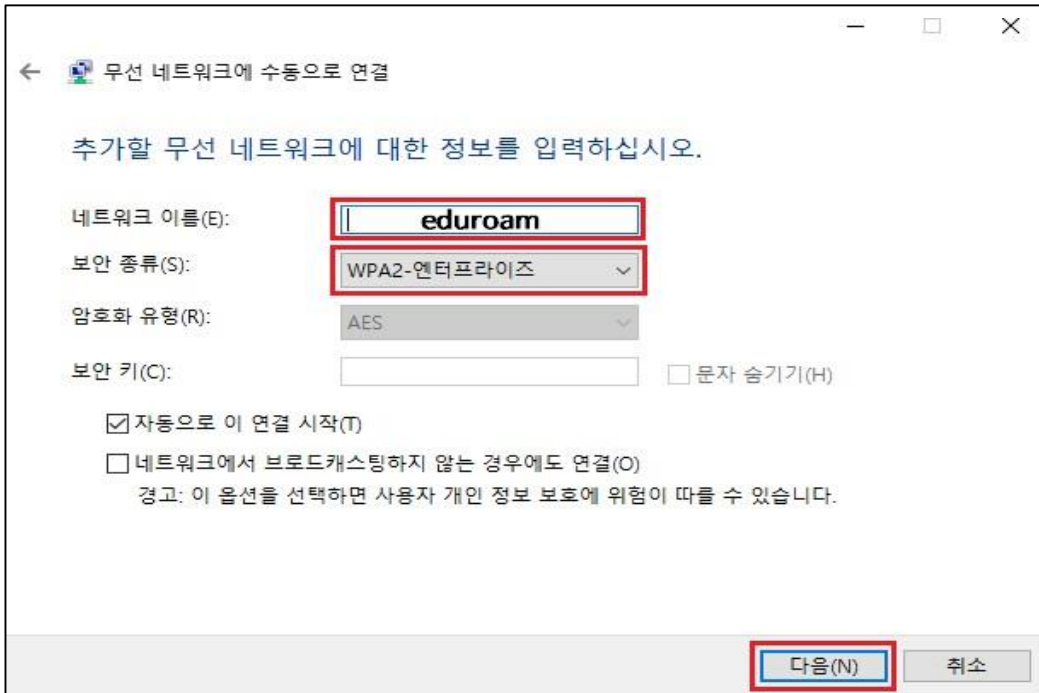 무선 네트워크에 수동으로 연결
추가할 무선 네트워크에 대한 정보를 입력하십시오.
네트워크 이름(E): eduroam
보안 종류(S): WPA2-엔터프라이즈
암호화 유형(R): AES
보안 키(C): 문자 숨기기(H)
자동으로 이 연결 시작(T)
네트워크에서 브로드캐스팅하지 않는 경우에도 연결(O)
경고: 이 옵션을 선택하면 사용자 개인 정보 보호에 위험이 따를 수 있습니다.
다음(N) 취소